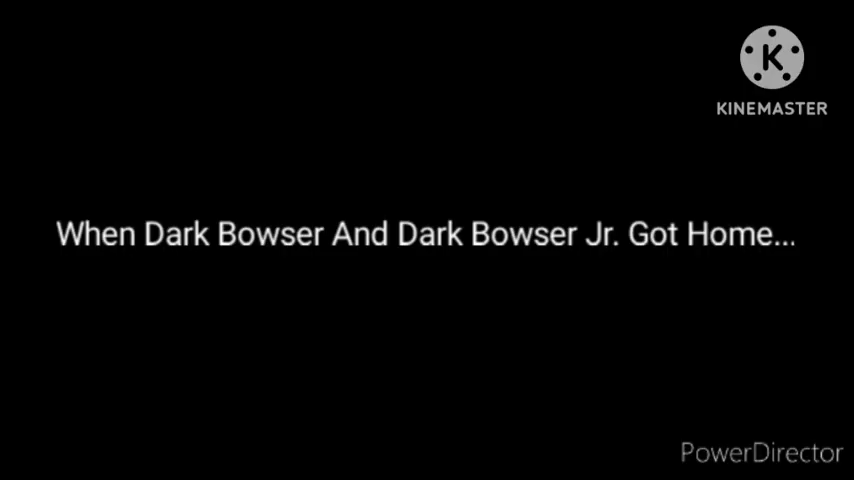 K
KINEMASTER
When Dark Bowser And Dark Bowser Jr. Got Home...
PowerDirector